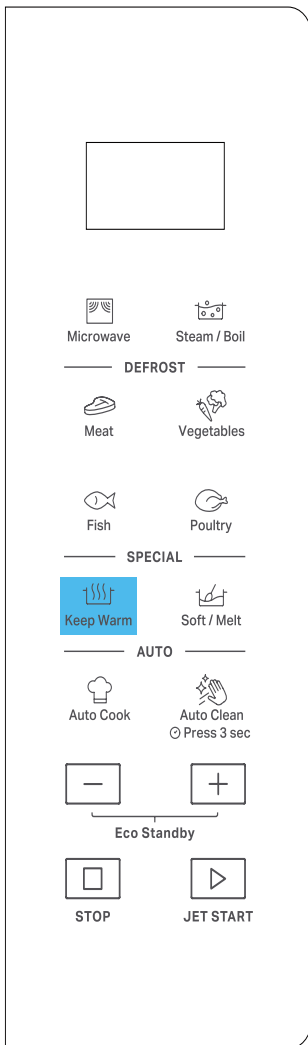 Microwave
Steam / Boil
DEFROST
Meat
Vegetables
Fish
Poultry
SPECIAL
Keep Warm
Soft / Melt
AUTO
Auto Cook
Auto Clean
Press 3 sec
Eco Standby
STOP
JET START